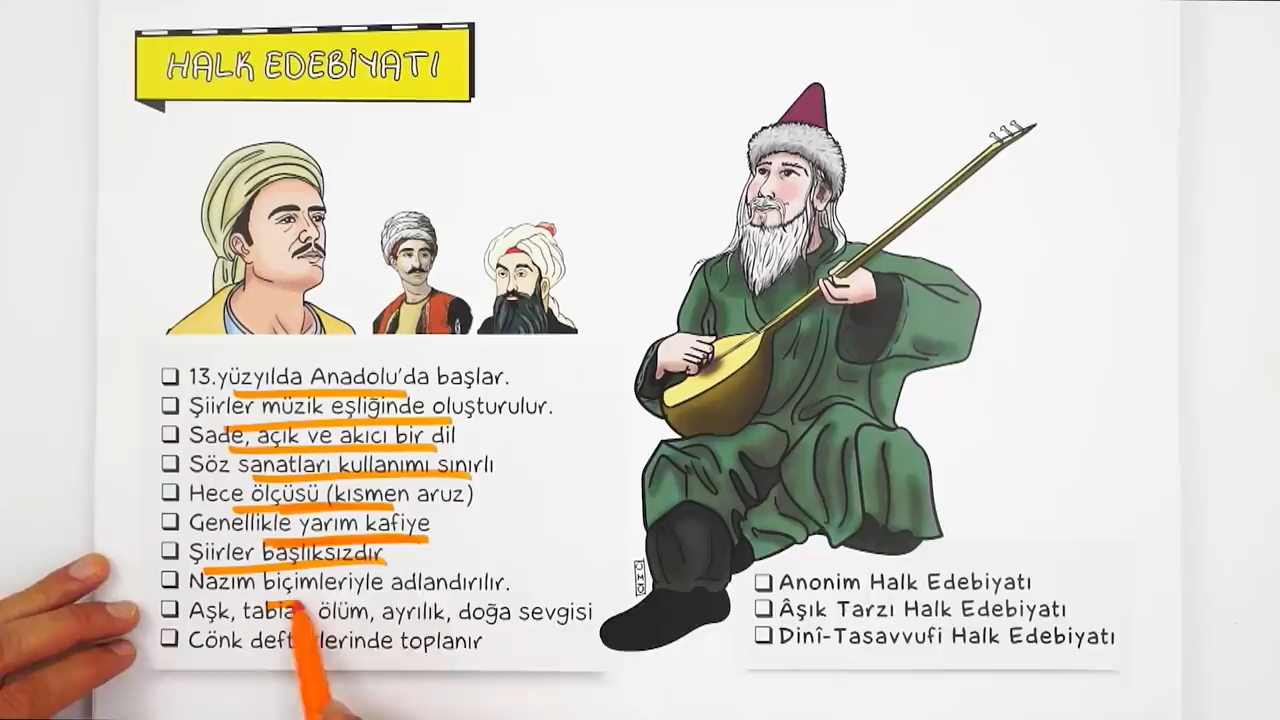 HALK EDEBİYATI
13.yüzyılda Anadolu'da başlar.
Şiirler müzik eşliğinde oluşturulur.
Sade, açık ve akıcı bir dil
Söz sanatları kullanımı sınırlı
Hece ölçüsü (kısmen aruz)
Genellikle yarım kafiye
Şiirler başlıksızdır
Nazım biçimleriyle adlandırılır.
Aşk, ölüm, ayrılık, doğa sevgisi
Cönk toplanır
Anonim Halk Edebiyatı
Âşık Tarzı Halk Edebiyatı
Dinî-Tasavvufi Halk Edebiyatı